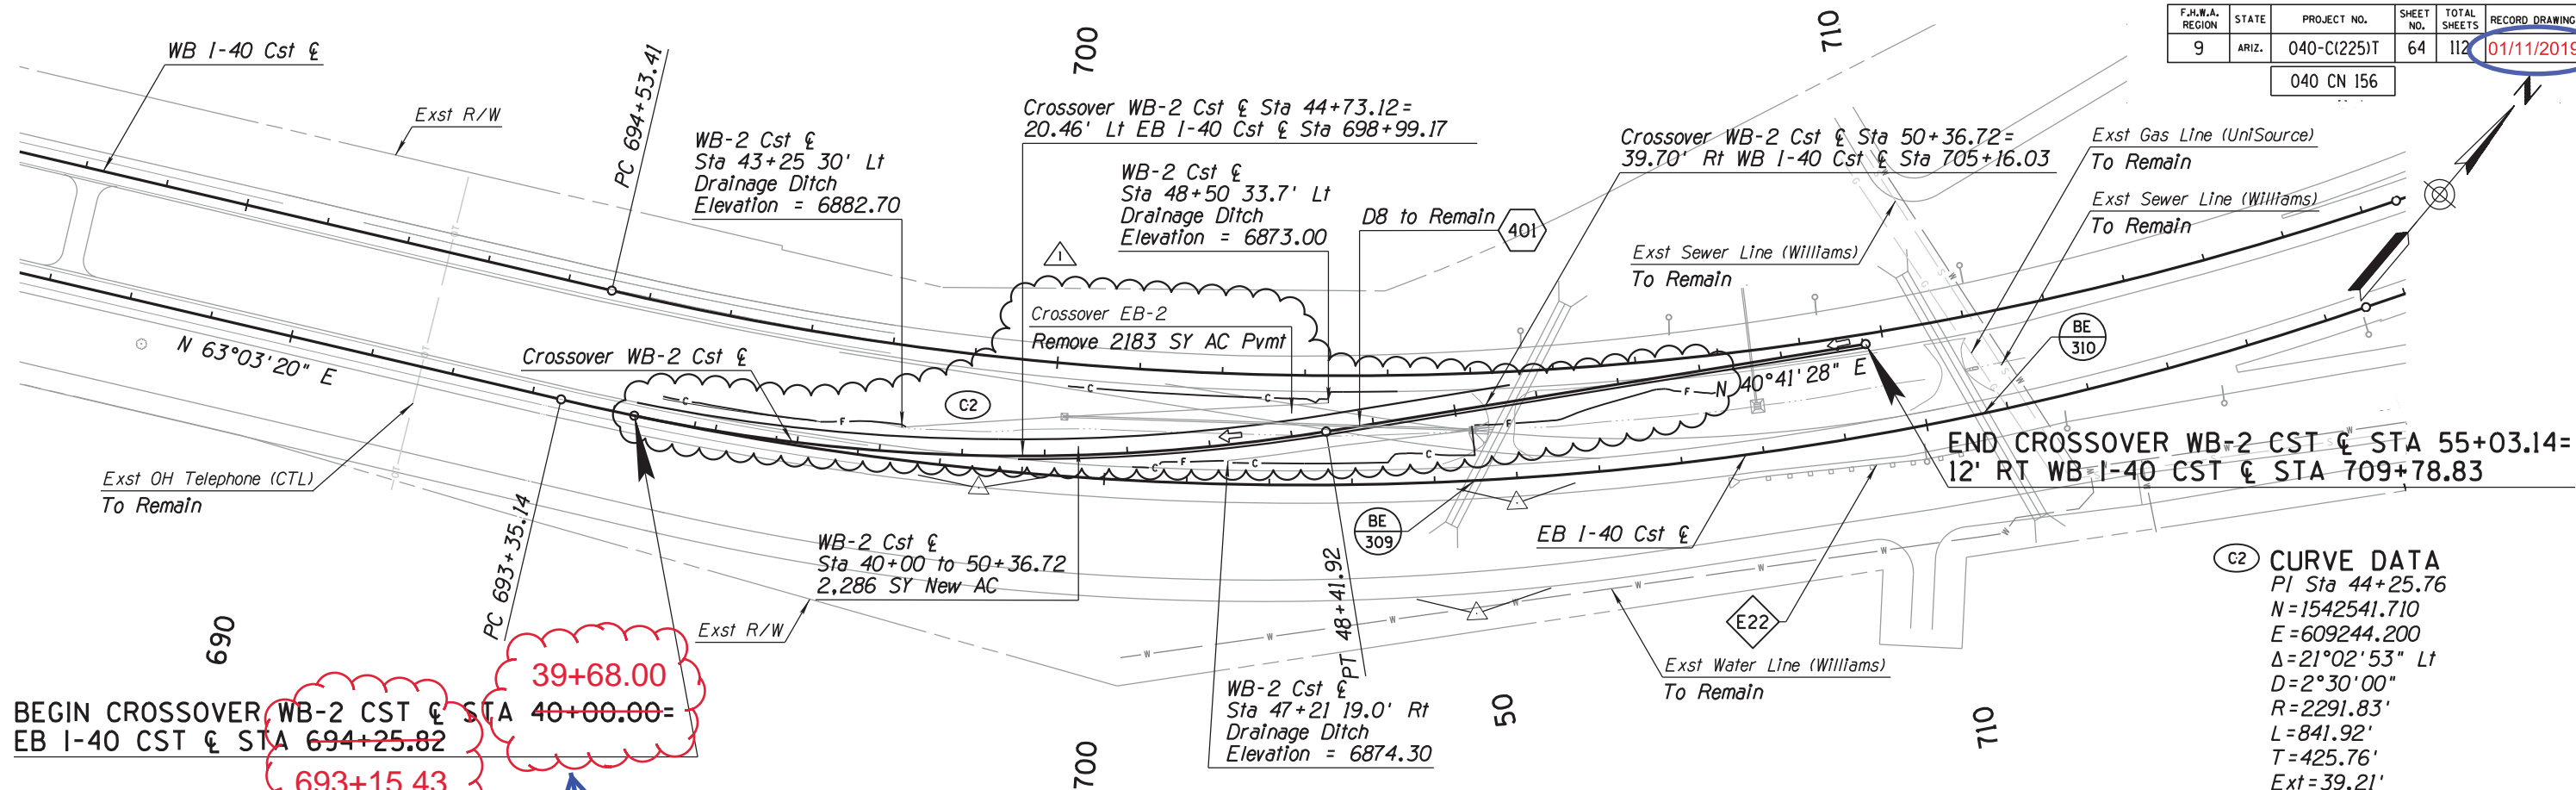 F.H.W.A.
REGION
STATE
PROJECT NO.
SHEET
NO.
TOTAL
SHEETS
RECORD DRAWING
9
ARIZ.
040-C(225)T
64
112
01/11/2019
040 CN 156
N
WB I-40 Cst ℄
Exst R/W
PC 694+53.41
700
710
WB-2 Cst ℄
Sta 43+25 30' Lt
Drainage Ditch
Elevation = 6882.70
Crossover WB-2 Cst ℄ Sta 44+73.12=
20.46' Lt EB I-40 Cst ℄ Sta 698+99.17
WB-2 Cst ℄
Sta 48+50 33.7' Lt
Drainage Ditch
Elevation = 6873.00
D8 to Remain
401
Crossover WB-2 Cst ℄ Sta 50+36.72=
39.70' Rt WB I-40 Cst ℄ Sta 705+16.03
Exst Gas Line (UniSource)
To Remain
Exst Sewer Line (Williams)
To Remain
Exst Sewer Line (Williams)
To Remain
1
Crossover EB-2
Remove 2183 SY AC Pvmt
N 63°03'20" E
Crossover WB-2 Cst ℄
C2
N 40°41'28" E
BE
310
END CROSSOVER WB-2 CST ℄ STA 55+03.14=
12' RT WB I-40 CST ℄ STA 709+78.83
Exst OH Telephone (CTL)
To Remain
PC 693+35.14
WB-2 Cst ℄
Sta 40+00 to 50+36.72
2,286 SY New AC
Exst R/W
BE
309
EB I-40 Cst ℄
PT 48+41.92
E22
Exst Water Line (Williams)
To Remain
WB-2 Cst ℄
Sta 47+21 19.0' Rt
Drainage Ditch
Elevation = 6874.30
690
700
50
710
39+68.00
BEGIN CROSSOVER WB-2 CST ℄ STA 40+00.00=
EB I-40 CST ℄ STA 694+25.82
693+15.43
C2 CURVE DATA
PI Sta 44+25.76
N=1542541.710
E=609244.200
Δ=21°02'53" Lt
D=2°30'00"
R=2291.83'
L=841.92'
T=425.76'
Ext=39.21'